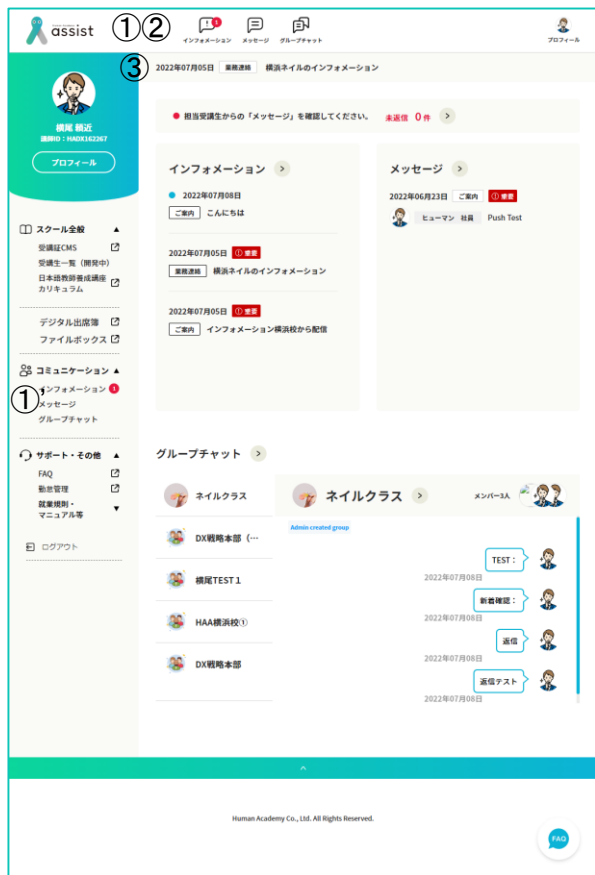 assist
①②
1
インフォメーション メッセージ グループチャット
プロフィール
③ 2022年07月05日 業務連絡 横浜ネイルのインフォメーション
横尾 頼近
講師ID : HADX162267
プロフィール
担当受講生からの「メッセージ」を確認してください。 未返信 0 件
インフォメーション
2022年07月08日
ご案内 こんにちは
2022年07月05日 ! 重要
業務連絡 横浜ネイルのインフォメーション
2022年07月05日 ! 重要
ご案内 インフォメーション横浜校から配信
メッセージ
2022年06月23日 ご案内 ! 重要
ヒューマン 社員 Push Test
スクール全般 ▲
受講証CMS
受講生一覧（開発中）
日本語教師養成講座
カリキュラム
デジタル出席簿
ファイルボックス
コミュニケーション ▲
①’
インフォメーション 1
メッセージ
グループチャット
サポート・その他 ▲
FAQ
勤怠管理
就業規則・
マニュアル等 ▼
ログアウト
グループチャット
ネイルクラス
DX戦略本部（…
横尾TEST１
HAA横浜校①
DX戦略本部
ネイルクラス メンバー3人
Admin created group
TEST：
2022年07月08日
新着確認：
2022年07月08日
返信
2022年07月08日
返信テスト
2022年07月08日
Human Academy Co., Ltd. All Rights Reserved.
FAQ